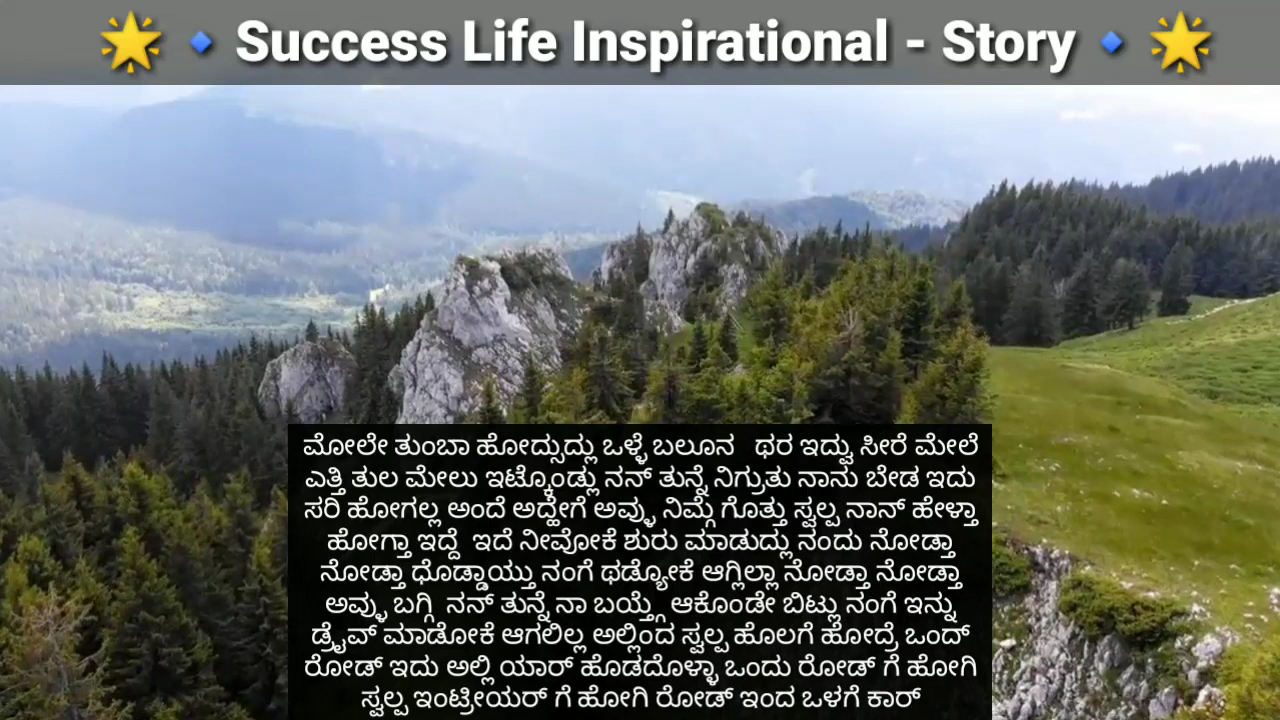 🌟🔹 Success Life Inspirational - Story 🔹🌟
ಮೋಲೇ ತುಂಬಾ ಹೋದ್ಸುದ್ಲು ಒಳ್ಳೆ ಬಲೂನ ಥರ ಇದ್ವು ಸೀರೆ ಮೇಲೆ
ಎತ್ತಿ ತುಲ ಮೇಲು ಇಟ್ಕೊಂಡ್ಲು ನನ್ ತುನ್ನೆ ನಿಗ್ರುತು ನಾನು ಬೇಡ ಇದು
ಸರಿ ಹೋಗಲ್ಲ ಅಂದೆ ಅದ್ಹೇಗೆ ಅವ್ಳು ನಿಮ್ಗೆ ಗೊತ್ತು ಸ್ವಲ್ಪ ನಾನ್ ಹೇಳ್ತಾ
ಹೋಗ್ತಾ ಇದ್ದೆ ಇದೆ ನೀವೋಕೆ ಶುರು ಮಾಡುದ್ಲು ನಂದು ನೋಡ್ತಾ
ನೋಡ್ತಾ ಧೊಡ್ಡಾಯ್ತು ನಂಗೆ ಥಡ್ಯೋಕೆ ಆಗ್ಲಿಲ್ಲಾ ನೋಡ್ತಾ ನೋಡ್ತಾ
ಅವ್ಳು ಬಗ್ಗಿ ನನ್ ತುನ್ನೆ ನಾ ಬಯ್ತ್ಗೆ ಆಕೊಂಡೇ ಬಿಟ್ಲು ನಂಗೆ ಇನ್ನು
ಡ್ರೈವ್ ಮಾಡೋಕೆ ಆಗಲಿಲ್ಲ ಅಲ್ಲಿಂದ ಸ್ವಲ್ಪ ಹೊಲಗೆ ಹೋದ್ರೆ ಒಂದ್
ರೋಡ್ ಇದು ಅಲ್ಲಿ ಯಾರ್ ಹೊಡದೊಳ್ಳಾ ಒಂದು ರೋಡ್ ಗೆ ಹೋಗಿ
ಸ್ವಲ್ಪ ಇಂಟ್ರೀಯರ್ ಗೆ ಹೋಗಿ ರೋಡ್ ಇಂದ ಒಳಗೆ ಕಾರ್